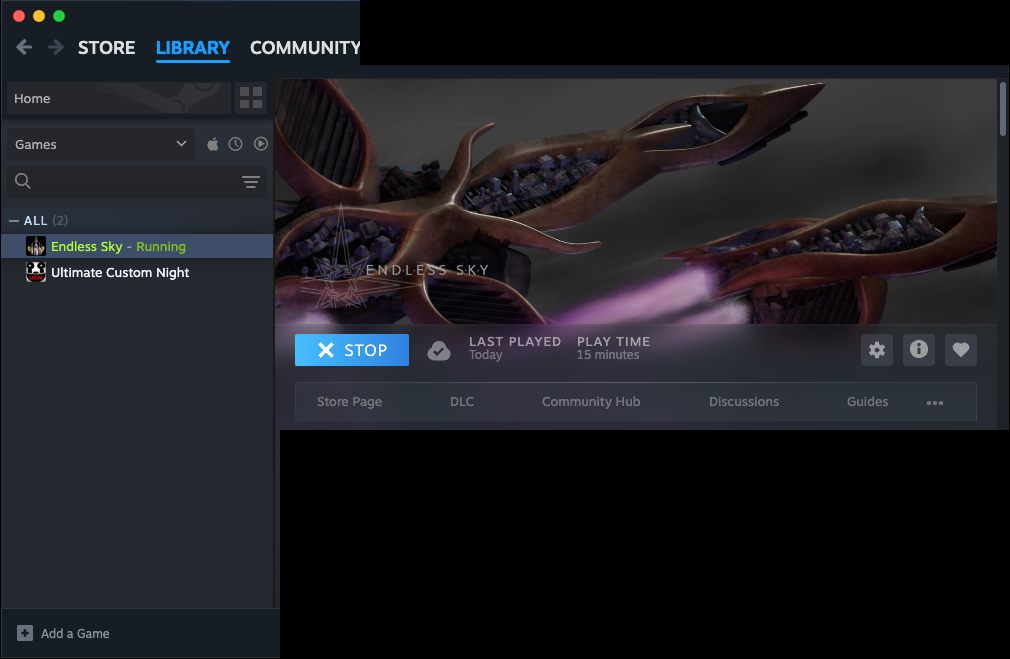 STORE LIBRARY COMMUNITY
Home
Games
ALL (2)
Endless Sky - Running
Ultimate Custom Night
Add a Game
ENDLESS SKY
STOP
LAST PLAYED
Today
PLAY TIME
15 minutes
Store Page DLC Community Hub Discussions Guides